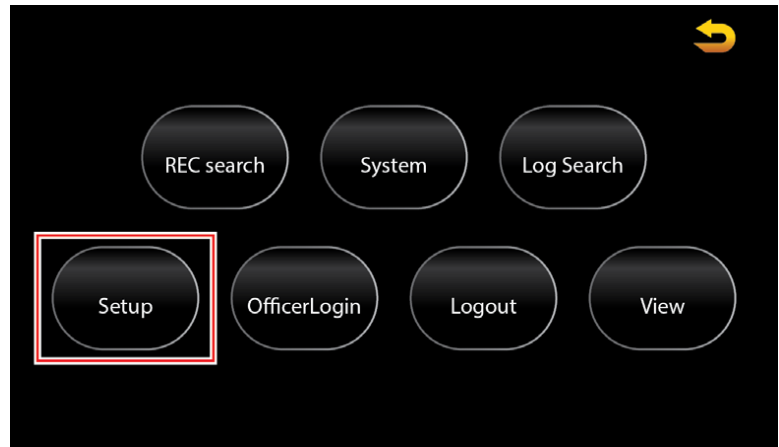 REC search
System
Log Search
Setup
OfficerLogin
Logout
View